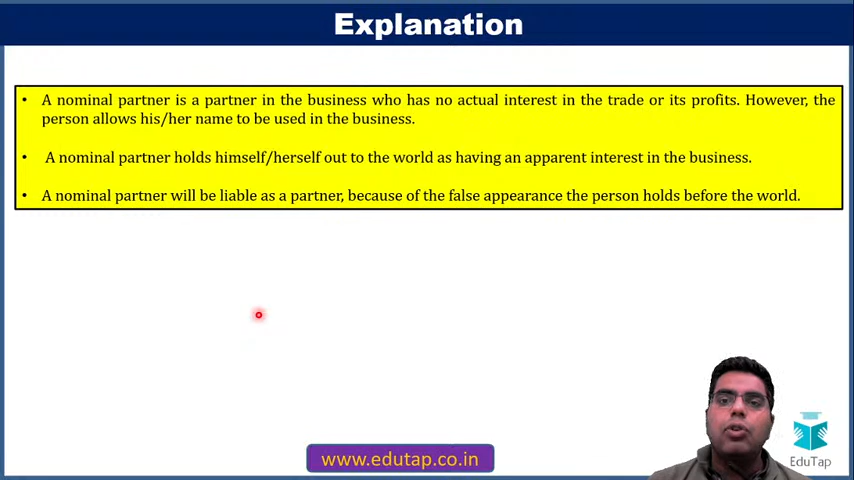 Explanation
• A nominal partner is a partner in the business who has no actual interest in the trade or its profits. However, the
person allows his/her name to be used in the business.
• A nominal partner holds himself/herself out to the world as having an apparent interest in the business.
• A nominal partner will be liable as a partner, because of the false appearance the person holds before the world.
www.edutap.co.in
EduTap